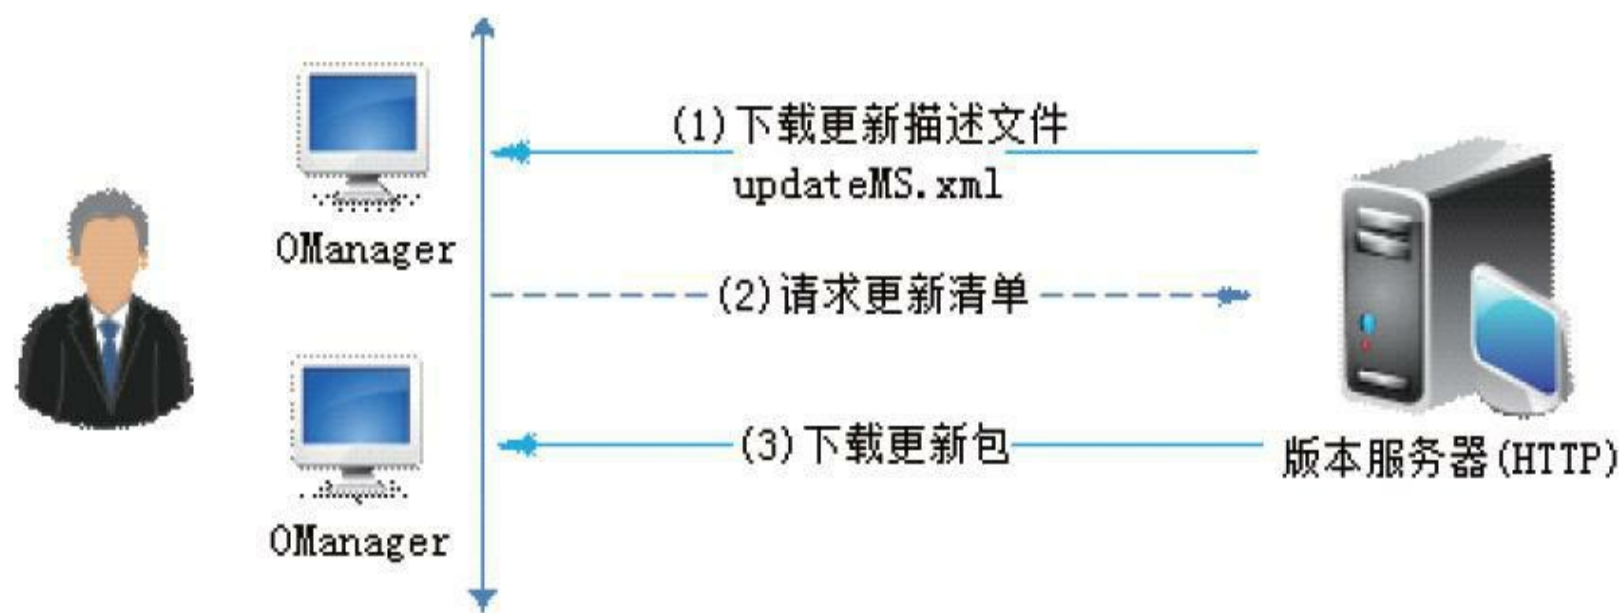 (1)下载更新描述文件
updateMS.xml
OManager
(2)请求更新清单
(3)下载更新包
版本服务器(HTTP)
OManager